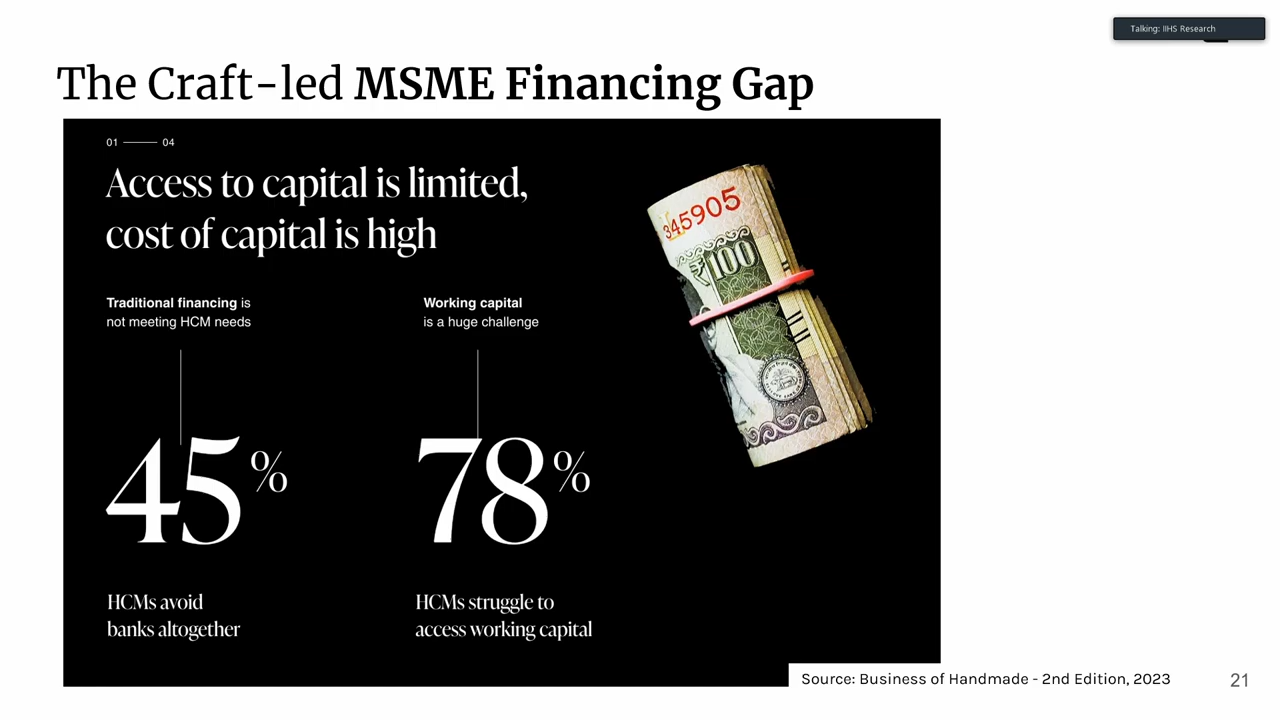 Talking: IIHS Research
The Craft-led MSME Financing Gap
01 04
Access to capital is limited,
cost of capital is high
Traditional financing is
not meeting HCM needs
Working capital
is a huge challenge
45%
78%
HCMs avoid
banks altogether
HCMs struggle to
access working capital
345905
₹100
Source: Business of Handmade - 2nd Edition, 2023
21